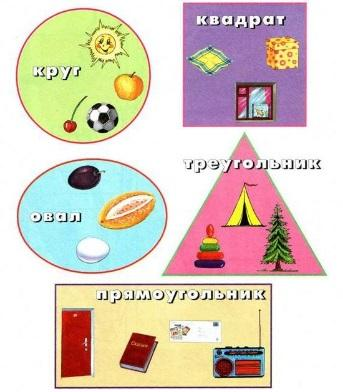 круг
квадрат
овал
треугольник
прямоугольник